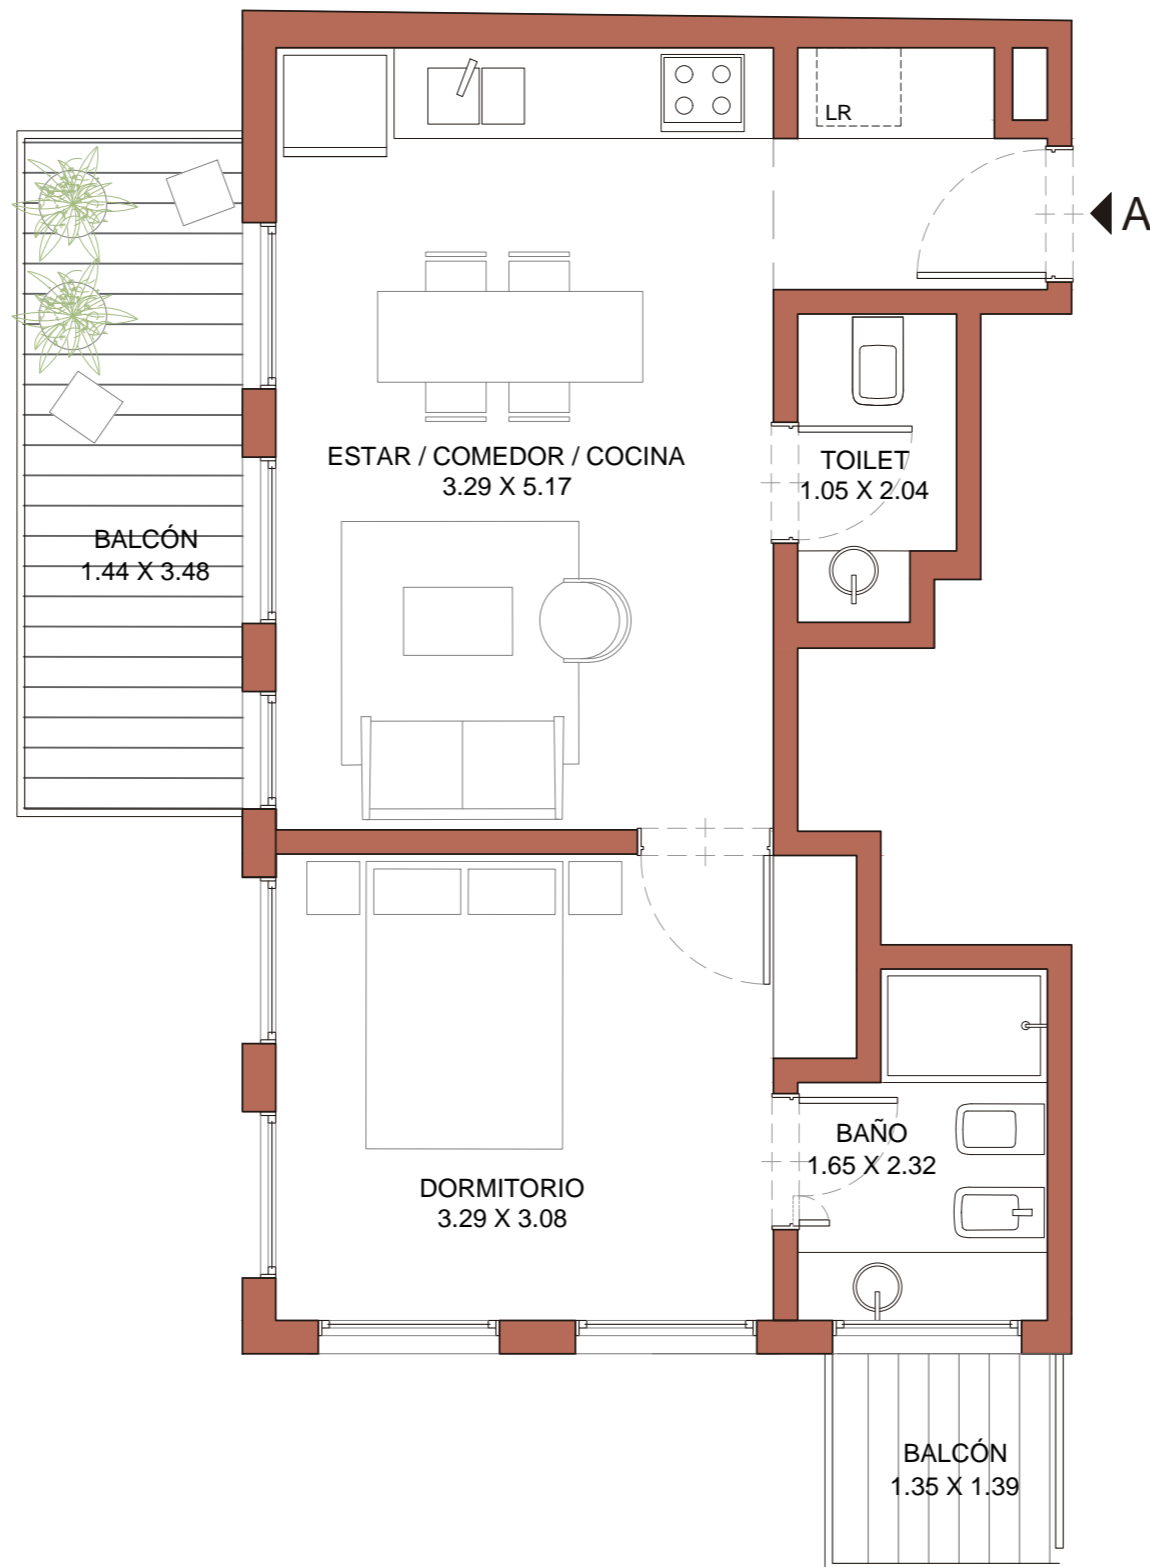 LR
A
ESTAR / COMEDOR / COCINA
3.29 X 5.17
TOILET
1.05 X 2.04
BALCÓN
1.44 X 3.48
BAÑO
1.65 X 2.32
DORMITORIO
3.29 X 3.08
BALCÓN
1.35 X 1.39